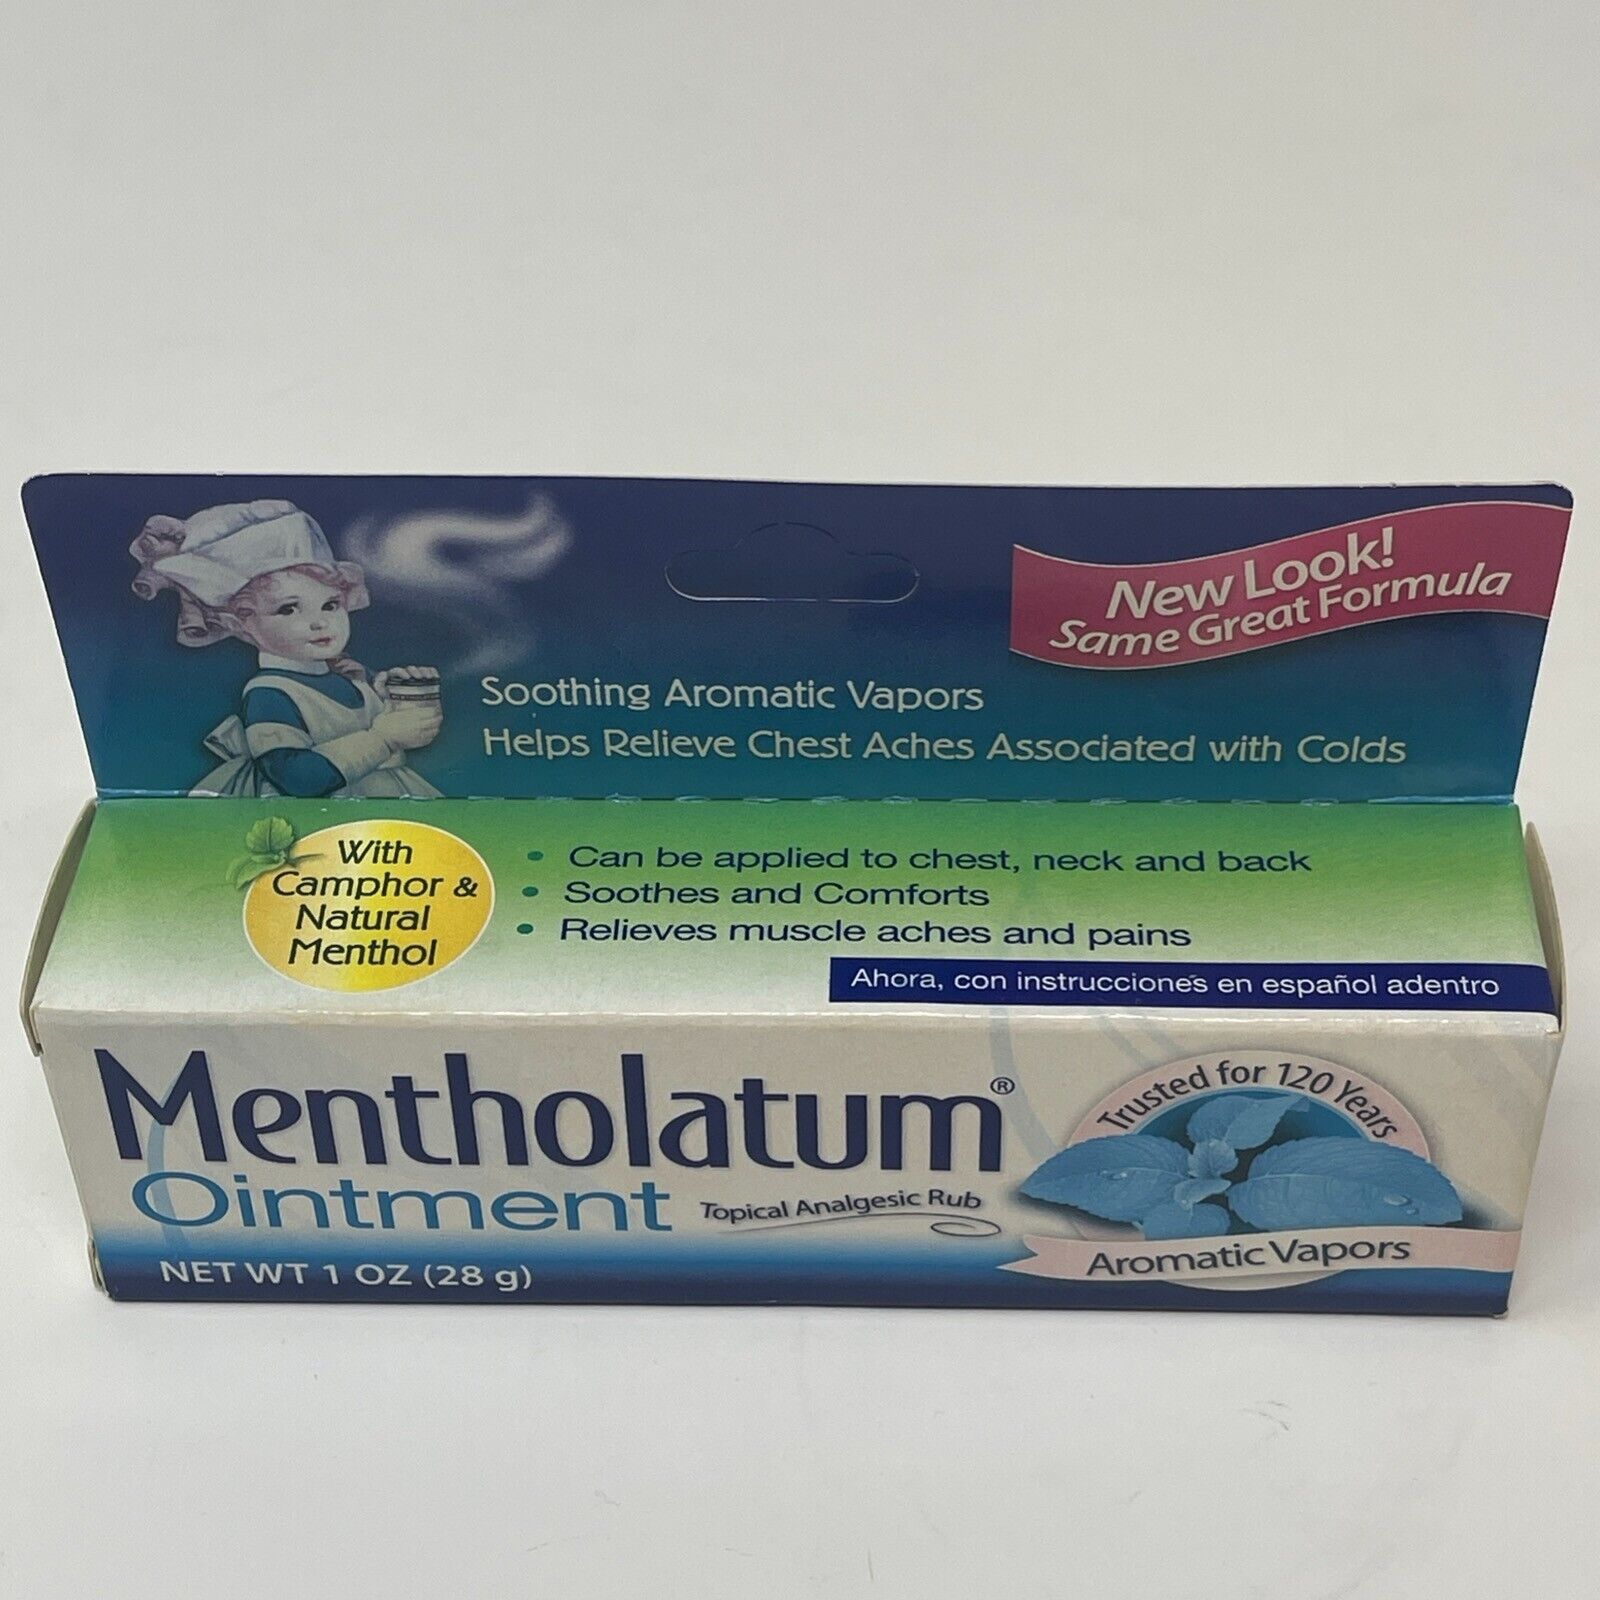 New Look!
Same Great Formula
Soothing Aromatic Vapors
Helps Relieve Chest Aches Associated with Colds
With
Camphor &
Natural
Menthol
• Can be applied to chest, neck and back
• Soothes and Comforts
• Relieves muscle aches and pains
Ahora, con instrucciones en español adentro
Mentholatum®
Ointment
Topical Analgesic Rub
NET WT 1 OZ (28 g)
Trusted for 120 Years
Aromatic Vapors